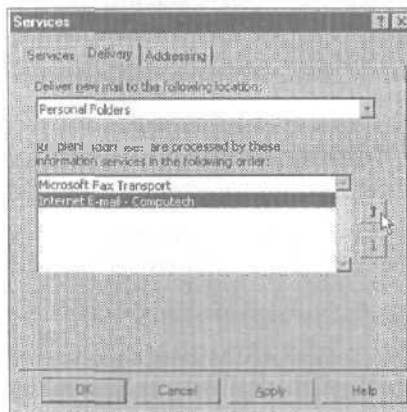 Services
Services Delivery Addressing
Deliver new mail to the following location:
Personal Folders
are processed by these
information services in the following order:
Microsoft Fax Transport
Internet E-mail - Computech
OK Cancel Apply Help